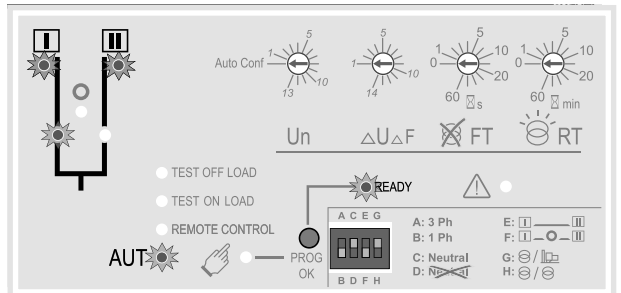 I II
5 5 5 5
Auto Conf 1 10 13 1 10 14 1 0 10 20 60 s 1 0 10 20 60 min
Un △U△F FT RT
TEST OFF LOAD
TEST ON LOAD
REMOTE CONTROL
READY
AUT
PROG
OK
A C E G
B D F H
A: 3 Ph
B: 1 Ph
C: Neutral
D: Neutral
E: I II
F: I O II
G: /
H: /